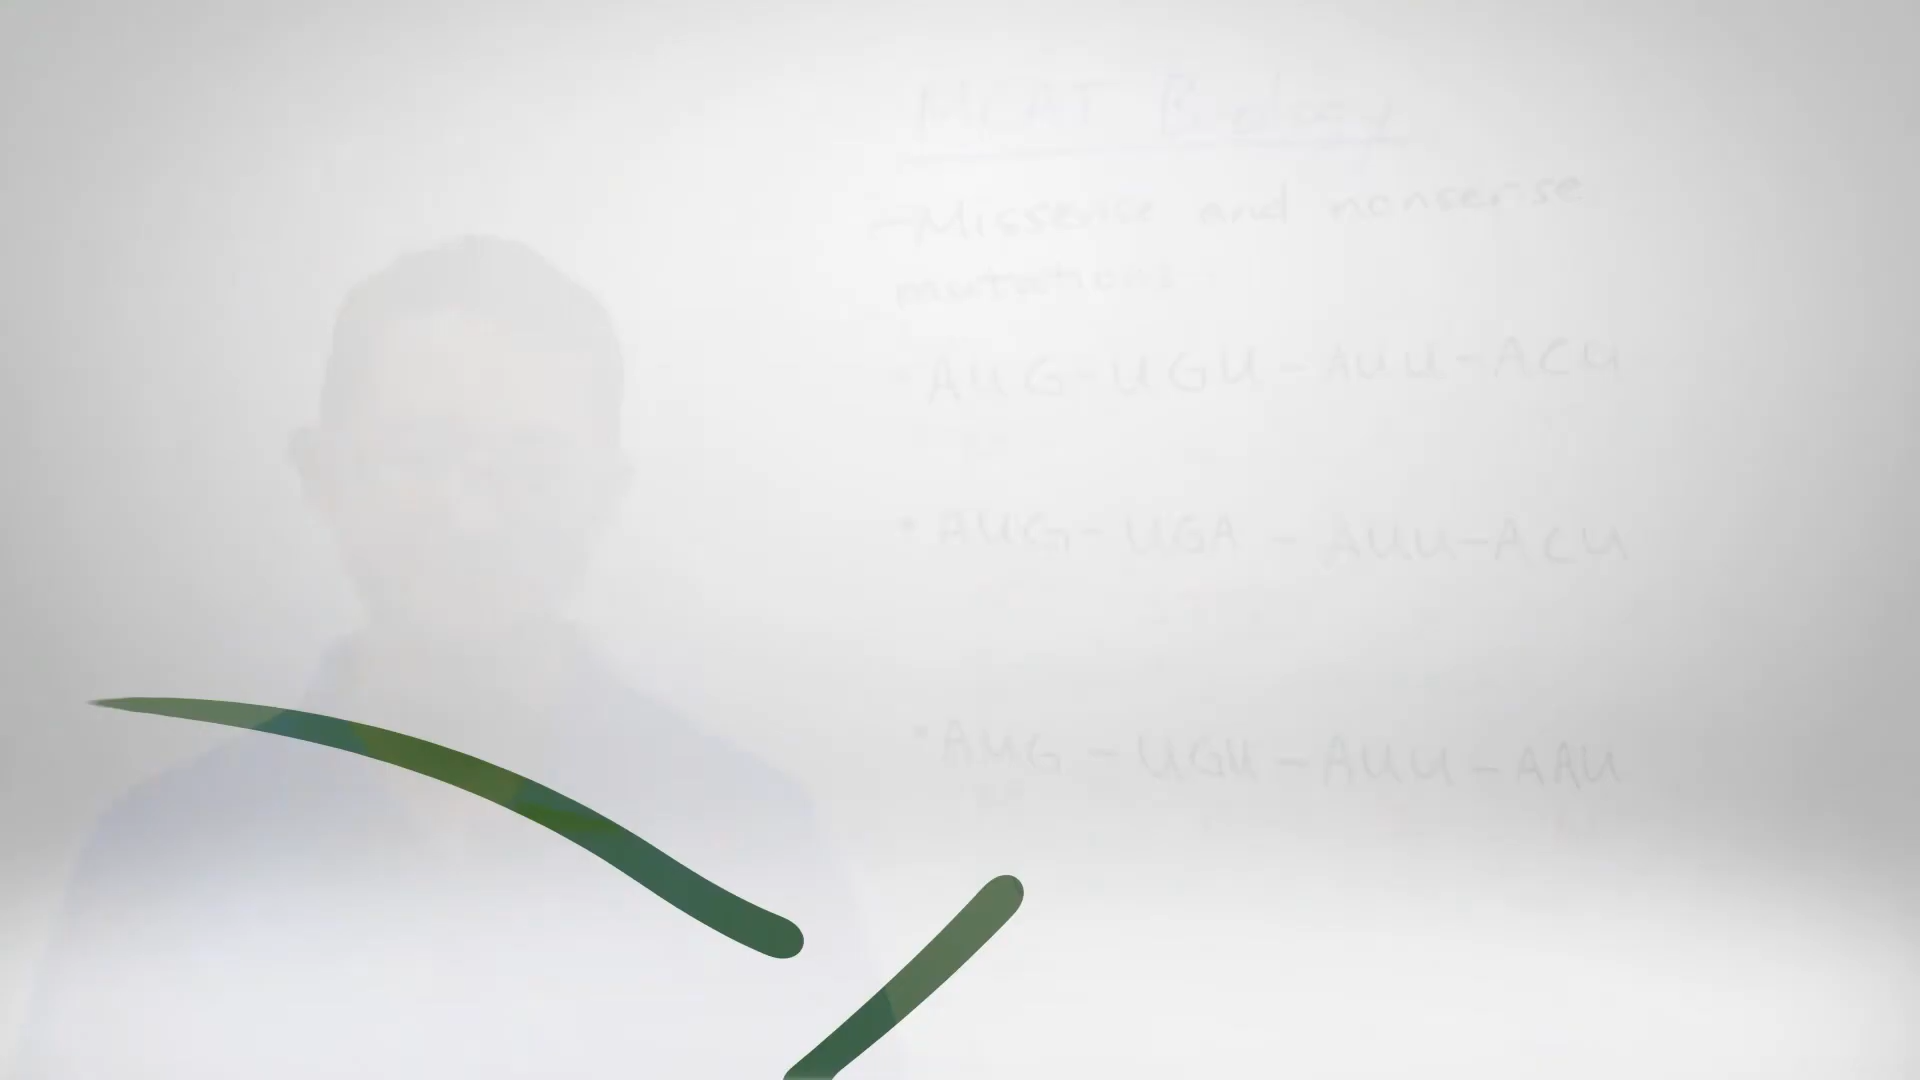 MCAT Biology
-Missense and nonsense
mutations-
• AUG-UGU-AUU-ACU
• AUG-UGA-AUU-ACU
• AUG-UGU-AUU-AAU